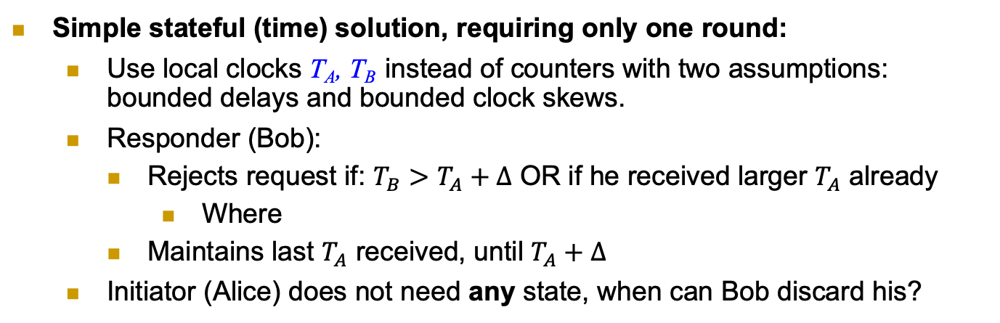 Simple stateful (time) solution, requiring only one round:
Use local clocks T_A, T_B instead of counters with two assumptions:
bounded delays and bounded clock skews.
Responder (Bob):
Rejects request if: T_B > T_A + Δ OR if he received larger T_A already
Where
Maintains last T_A received, until T_A + Δ
Initiator (Alice) does not need any state, when can Bob discard his?